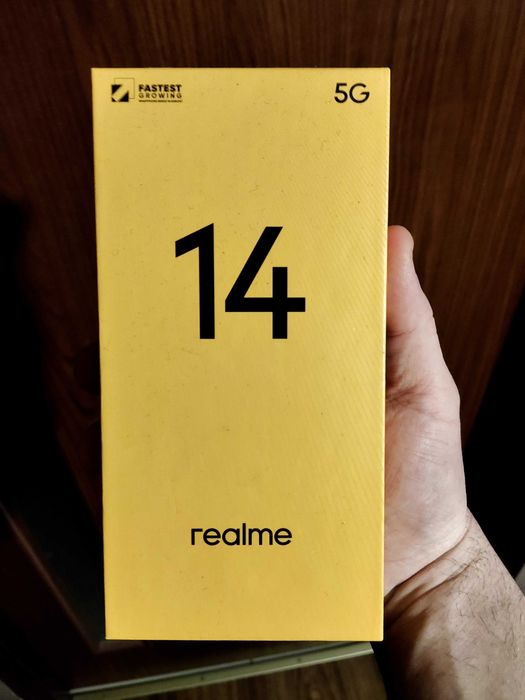 FASTEST
GROWING
5G
14
realme